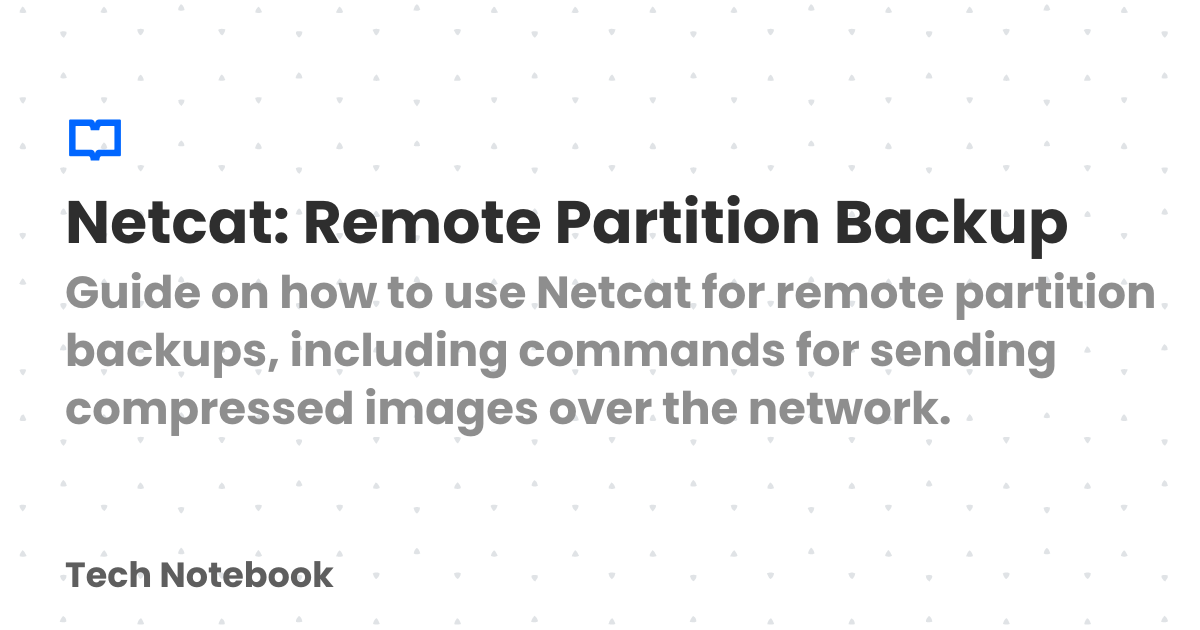 Netcat: Remote Partition Backup
Guide on how to use Netcat for remote partition
backups, including commands for sending
compressed images over the network.
Tech Notebook